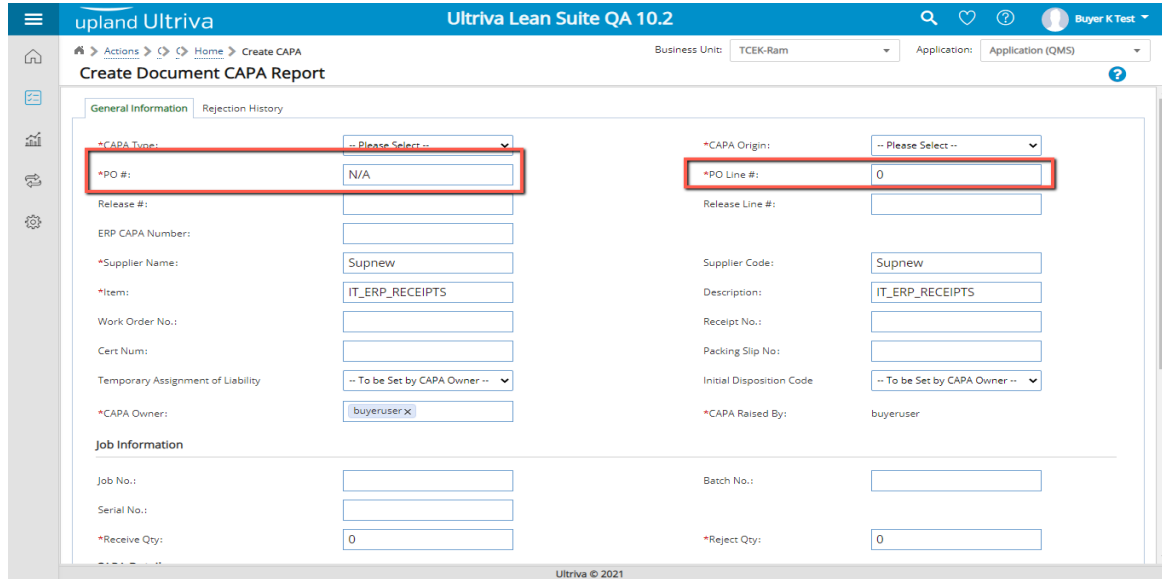 upland Ultriva
Ultriva Lean Suite QA 10.2
Buyer K Test
Actions > > Home > Create CAPA
Business Unit: TCEK-Ram
Application: Application (QMS)
Create Document CAPA Report
General Information Rejection History
*CAPA Type: -- Please Select -- *CAPA Origin: -- Please Select --
*PO #: N/A *PO Line #: 0
Release #: Release Line #:
ERP CAPA Number:
*Supplier Name: Supnew Supplier Code: Supnew
*Item: IT_ERP_RECEIPTS Description: IT_ERP_RECEIPTS
Work Order No.: Receipt No.:
Cert Num: Packing Slip No:
Temporary Assignment of Liability -- To be Set by CAPA Owner -- Initial Disposition Code -- To be Set by CAPA Owner --
*CAPA Owner: buyeruser x *CAPA Raised By: buyeruser
Job Information
Job No.: Batch No.:
Serial No.:
*Receive Qty: 0 *Reject Qty: 0
Ultriva © 2021